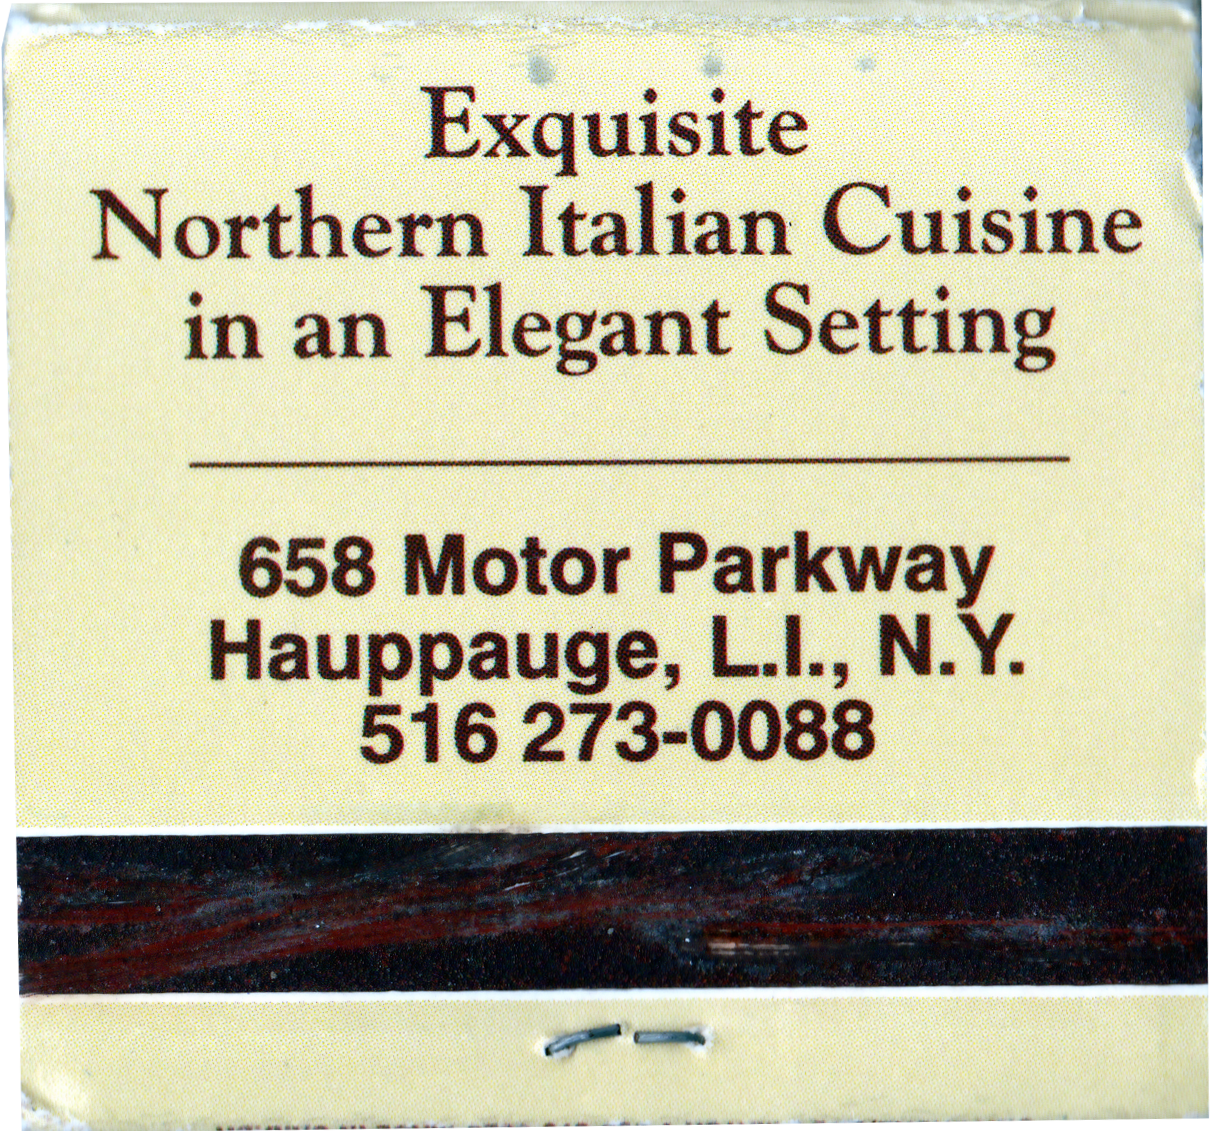 Exquisite
Northern Italian Cuisine
in an Elegant Setting
658 Motor Parkway
Hauppauge, L.I., N.Y.
516 273-0088